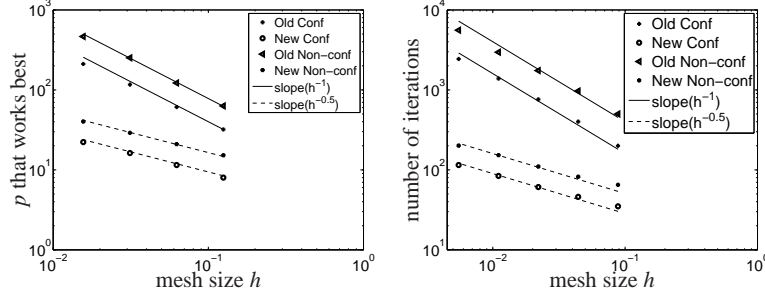 10^3
10^2
10^1
10^0
p that works best
Old Conf
New Conf
Old Non-conf
New Non-conf
slope(h^-1)
slope(h^-0.5)
10^-2
10^-1
10^0
mesh size h
10^4
10^3
10^2
10^1
number of iterations
Old Conf
New Conf
Old Non-conf
New Non-conf
slope(h^-1)
slope(h^-0.5)
10^-2
10^-1
10^0
mesh size h